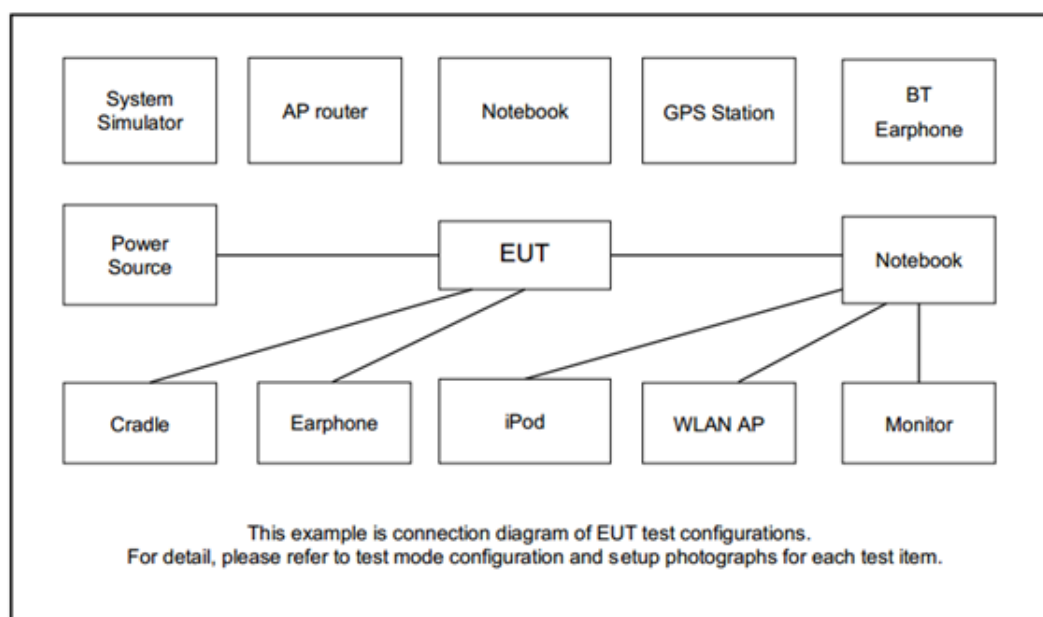 System
Simulator
AP router
Notebook
GPS Station
BT
Earphone
Power
Source
EUT
Notebook
Cradle
Earphone
iPod
WLAN AP
Monitor
This example is connection diagram of EUT test configurations.
For detail, please refer to test mode configuration and setup photographs for each test item.